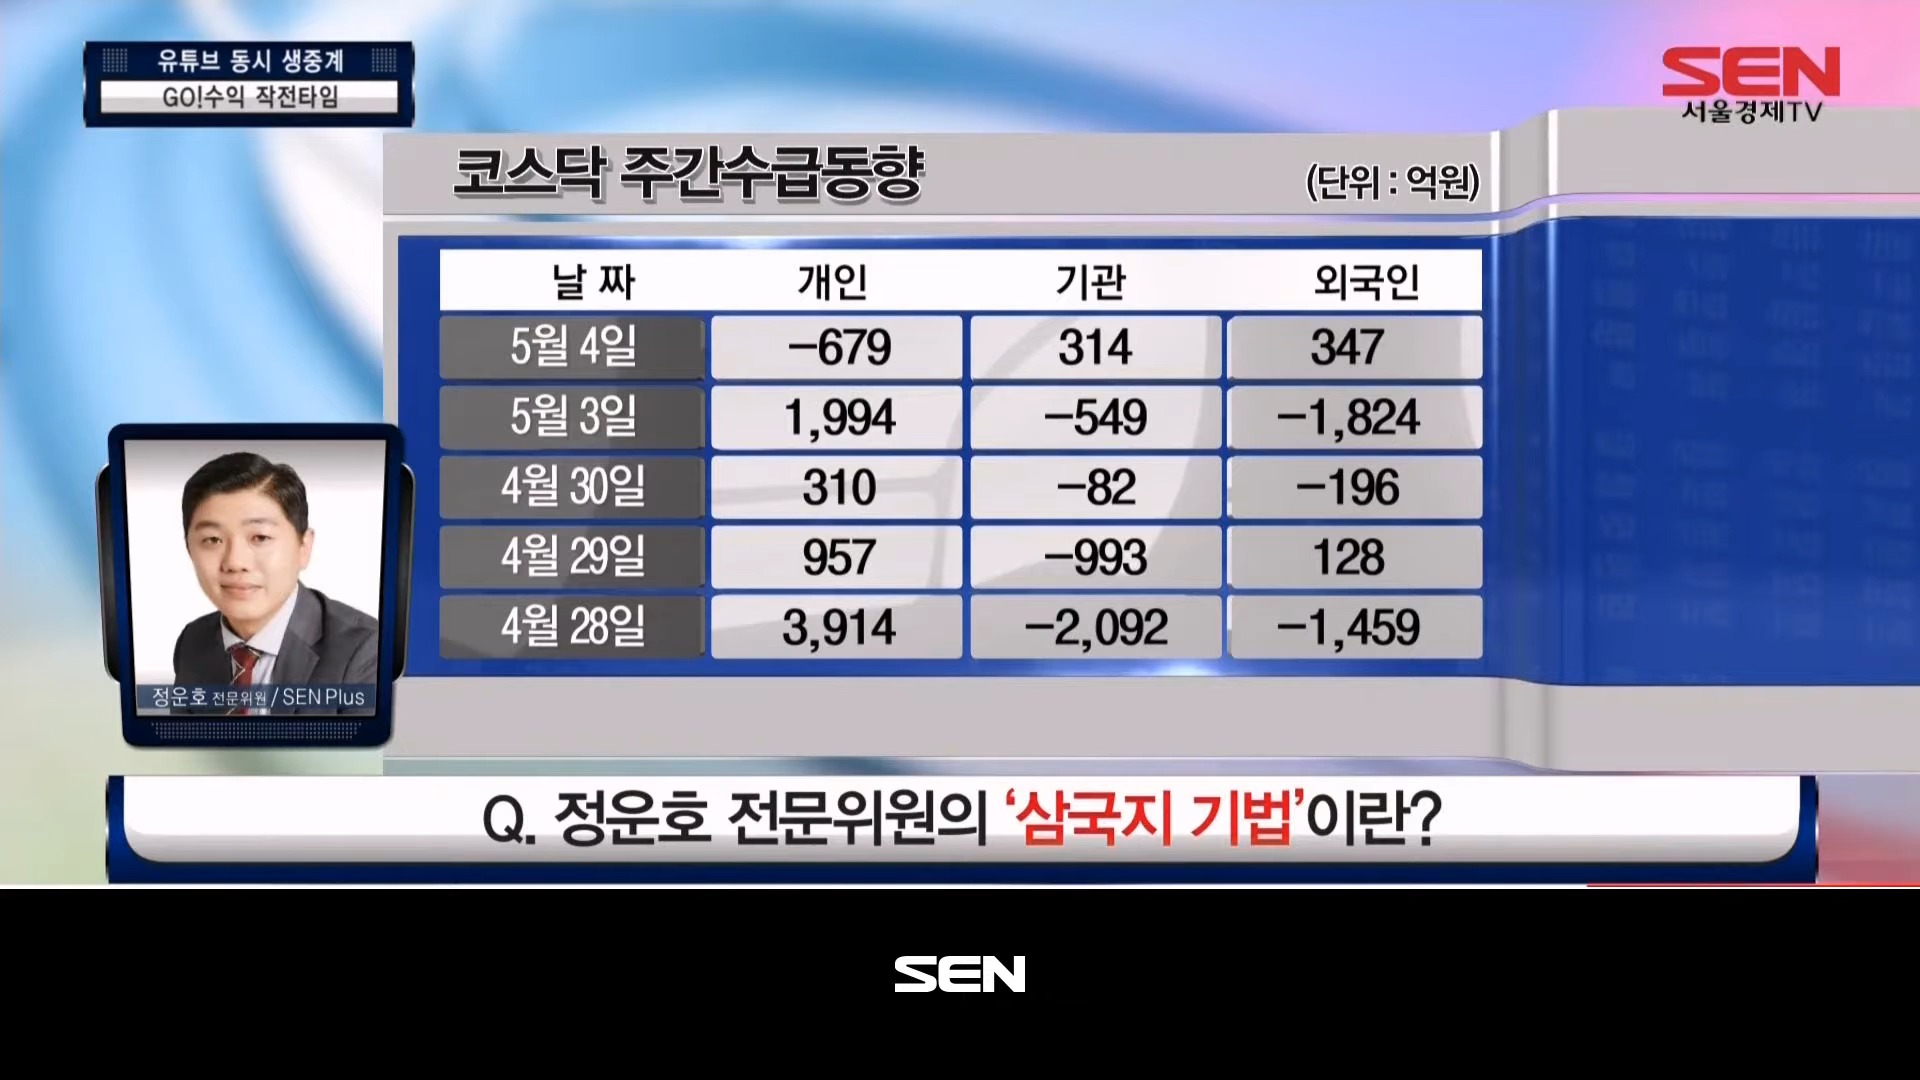 유튜브 동시 생중계
GO!수익 작전타임
SEN
서울경제TV
코스닥 주간수급동향 (단위 : 억원)
날 짜 개인 기관 외국인
5월 4일 -679 314 347
5월 3일 1,994 -549 -1,824
4월 30일 310 -82 -196
4월 29일 957 -993 128
4월 28일 3,914 -2,092 -1,459
정운호 전문위원 / SEN Plus
Q. 정운호 전문위원의 ‘삼국지 기법’이란?
SEN